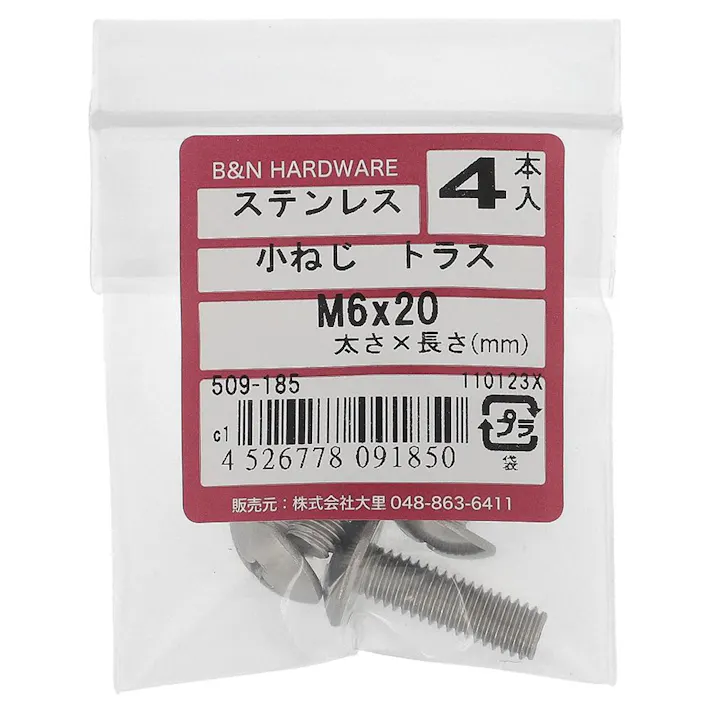 B&N HARDWARE
ステンレス
4本入
小ねじ トラス
M6x20
太さ×長さ(mm)
509-185 110123X
c1
プラ
袋
4 526778 091850
販売元:株式会社大里 048-863-6411